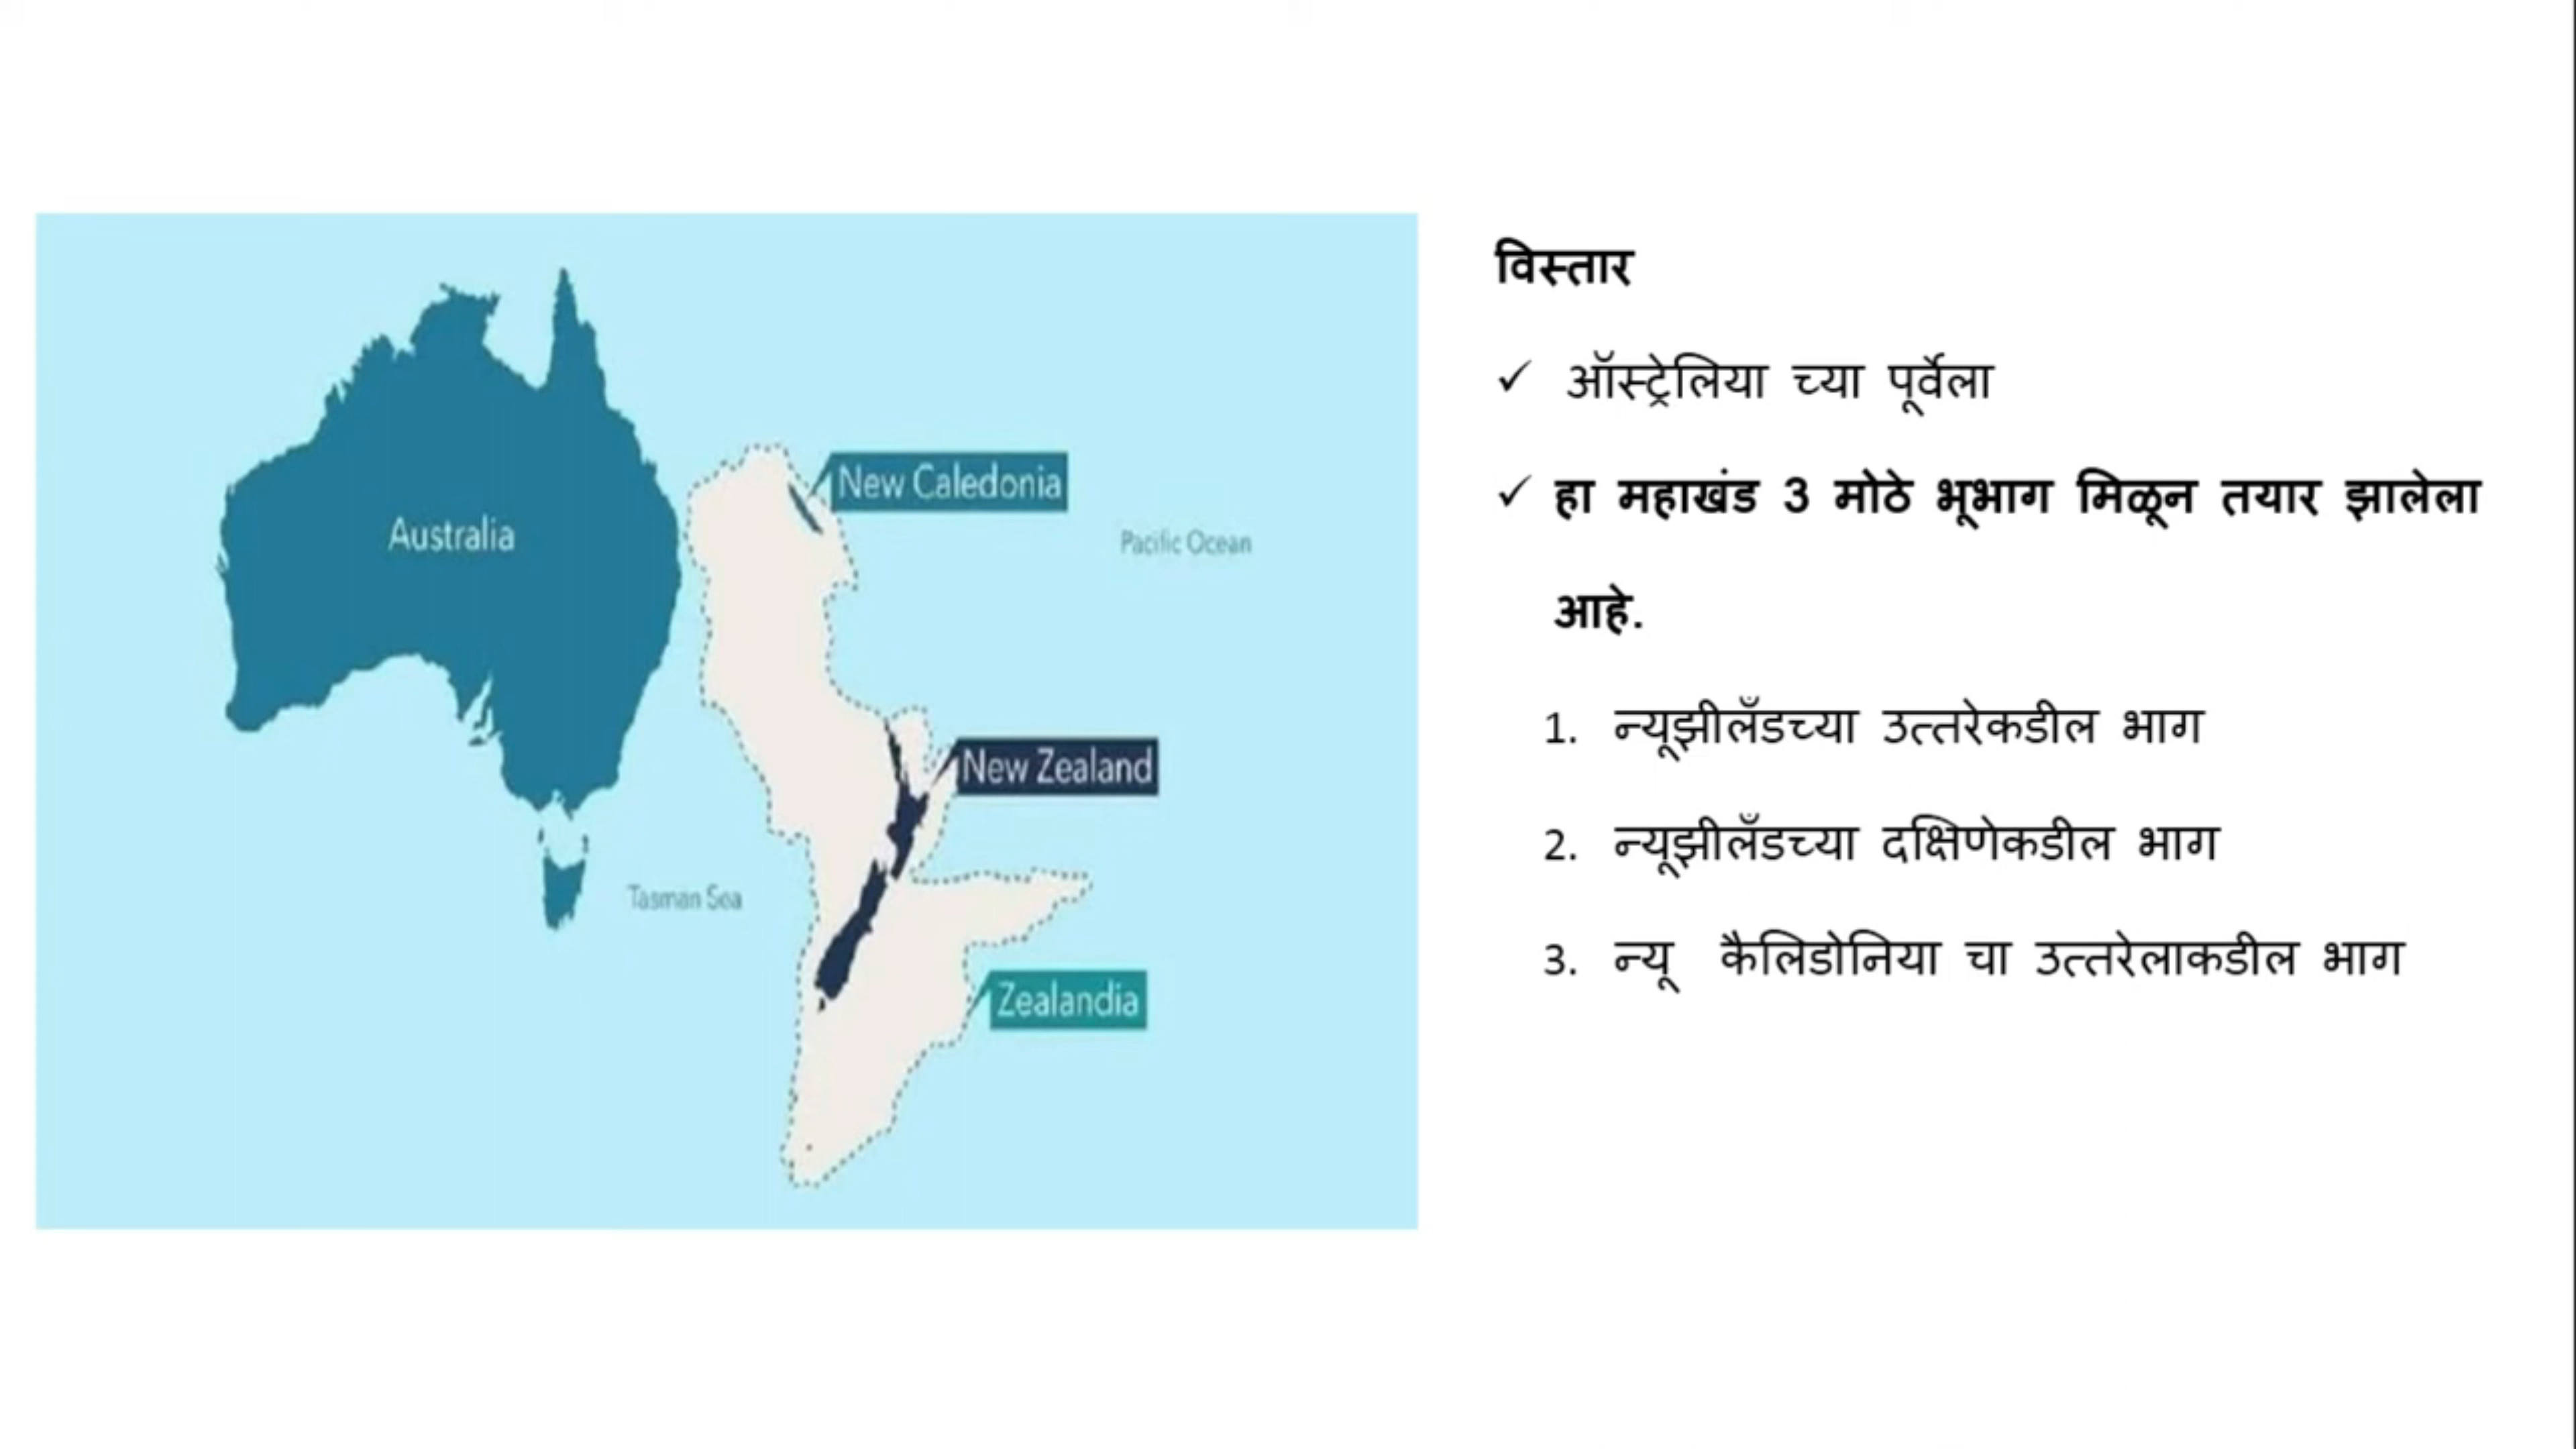 Australia
New Caledonia
Pacific Ocean
New Zealand
Tasman Sea
Zealandia
विस्तार
✓ ऑस्ट्रेलिया च्या पूर्वेला
✓ हा महाखंड 3 मोठे भूभाग मिळून तयार झालेला
आहे.
1. न्यूझीलँडच्या उत्तरेकडील भाग
2. न्यूझीलँडच्या दक्षिणेकडील भाग
3. न्यू कैलिडोनिया चा उत्तरेलाकडील भाग